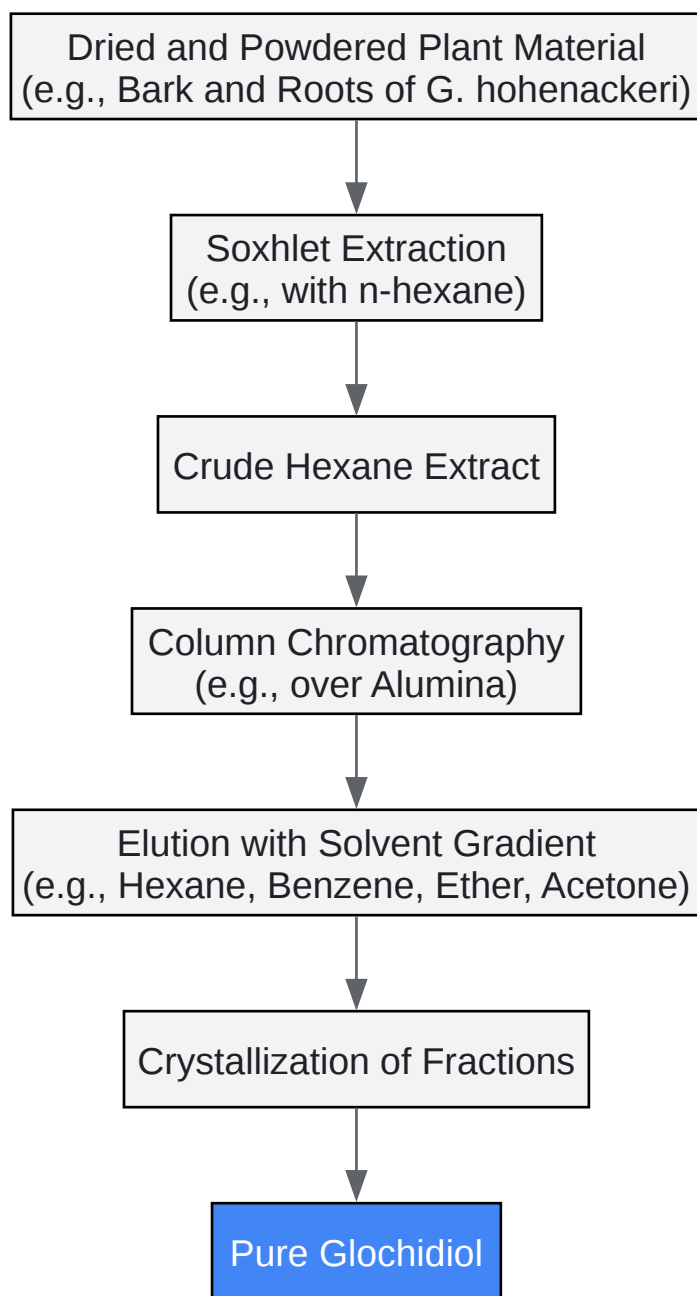 Dried and Powdered Plant Material
(e.g., Bark and Roots of G. hohenackeri)
Soxhlet Extraction
(e.g., with n-hexane)
Crude Hexane Extract
Column Chromatography
(e.g., over Alumina)
Elution with Solvent Gradient
(e.g., Hexane, Benzene, Ether, Acetone)
Crystallization of Fractions
Pure Glochidiol